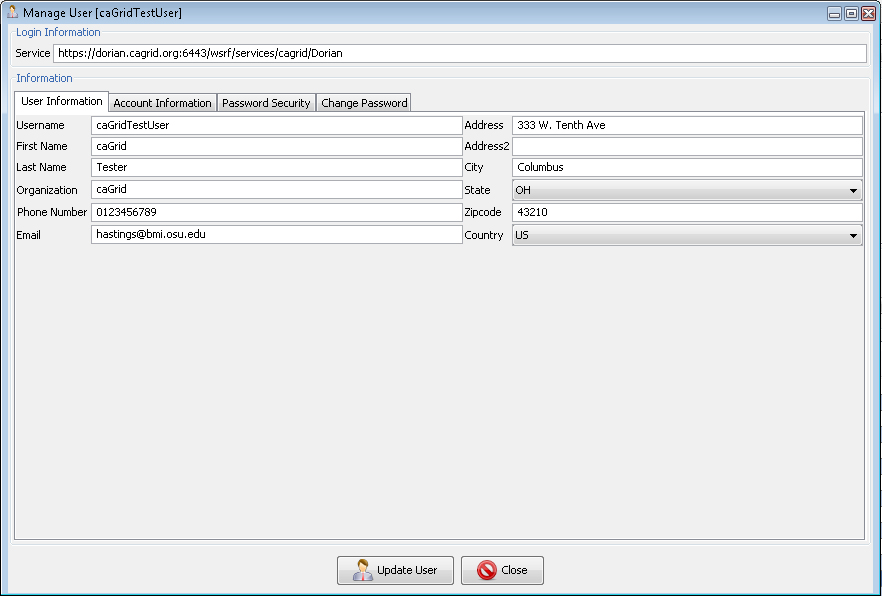 Manage User [caGridTestUser]
Login Information
Service https://dorian.cagrid.org:6443/wsrf/services/cagrid/Dorian
Information
User Information Account Information Password Security Change Password
Username caGridTestUser Address 333 W. Tenth Ave
First Name caGrid Address2
Last Name Tester City Columbus
Organization caGrid State OH
Phone Number 0123456789 Zipcode 43210
Email hastings@bmi.osu.edu Country US
Update User Close